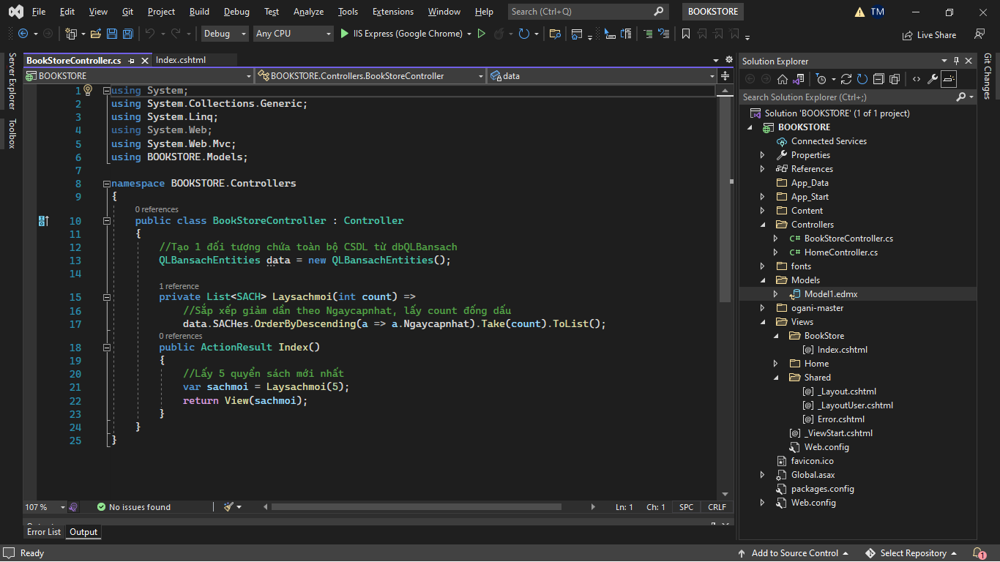 File Edit View Git Project Build Debug Test Analyze Tools Extensions Window Help Search (Ctrl+Q) BOOKSTORE TM
Debug Any CPU IIS Express (Google Chrome) Live Share
Server Explorer
Toolbox
BookStoreController.cs Index.cshtml
BOOKSTORE BOOKSTORE.Controllers.BookStoreController data
1 using System;
2 using System.Collections.Generic;
3 using System.Linq;
4 using System.Web;
5 using System.Web.Mvc;
6 using BOOKSTORE.Models;
7
8 namespace BOOKSTORE.Controllers
9 {
0 references
10 public class BookStoreController : Controller
11 {
12 //Tạo 1 đối tượng chứa toàn bộ CSDL từ dbQLBansach
13 QLBansachEntities data = new QLBansachEntities();
14
1 reference
15 private List<SACH> Laysachmoi(int count) =>
16 //Sắp xếp giảm dần theo Ngaycapnhat, lấy count đống dấu
17 data.SACHes.OrderByDescending(a => a.Ngaycapnhat).Take(count).ToList();
0 references
18 public ActionResult Index()
19 {
20 //Lấy 5 quyển sách mới nhất
21 var sachmoi = Laysachmoi(5);
22 return View(sachmoi);
23 }
24 }
25 }
107 % No issues found Ln: 1 Ch: 1 SPC CRLF
Error List Output
Solution Explorer
Search Solution Explorer (Ctrl+;)
Solution 'BOOKSTORE' (1 of 1 project)
BOOKSTORE
Connected Services
Properties
References
App_Data
App_Start
Content
Controllers
C# BookStoreController.cs
C# HomeController.cs
fonts
Models
Model1.edmx
ogani-master
Views
BookStore
[@] Index.cshtml
Home
Shared
[@] _Layout.cshtml
[@] _LayoutUser.cshtml
[@] Error.cshtml
[@] _ViewStart.cshtml
Web.config
favicon.ico
Global.asax
packages.config
Web.config
Git Changes
Ready Add to Source Control Select Repository 1